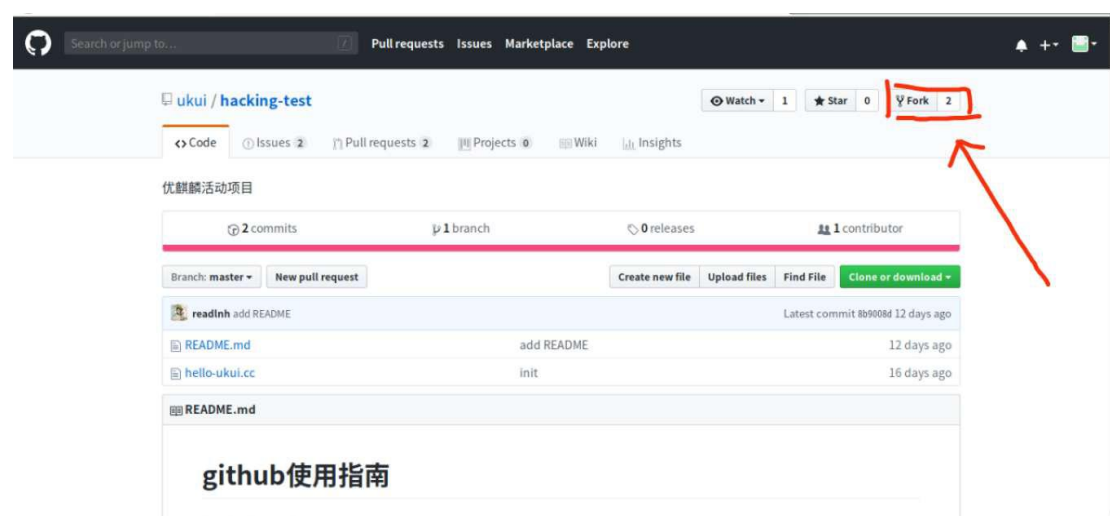 Search or jump to... / Pull requests Issues Marketplace Explore
ukui / hacking-test Watch 1 Star 0 Fork 2
Code Issues 2 Pull requests 2 Projects 0 Wiki Insights
优麒麟活动项目
2 commits 1 branch 0 releases 1 contributor
Branch: master New pull request Create new file Upload files Find File Clone or download
readlnh add README Latest commit 8b9008d 12 days ago
README.md add README 12 days ago
hello-ukui.cc init 16 days ago
README.md
github使用指南